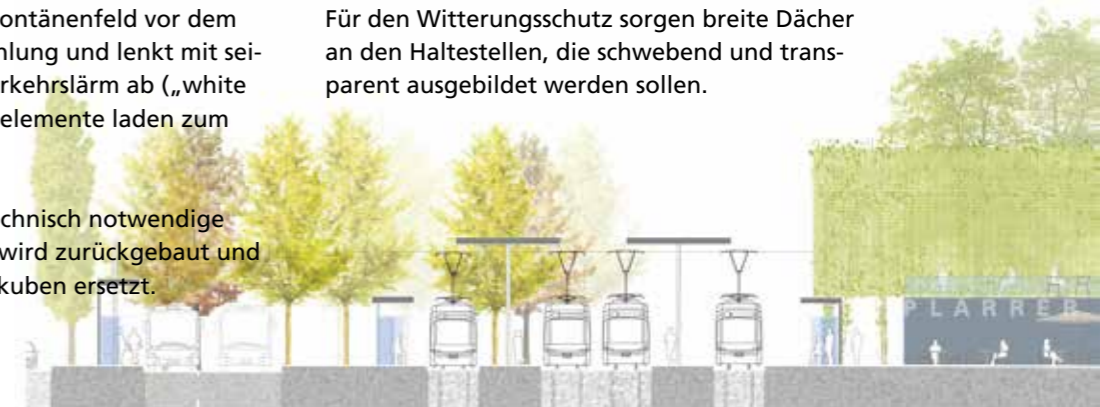 ontänenfeld vor dem
hlung und lenkt mit sei-
rkehrslärm ab („white
elemente laden zum
chnisch notwendige
wird zurückgebaut und
kuben ersetzt.
Für den Witterungsschutz sorgen breite Dächer
an den Haltestellen, die schwebend und trans-
parent ausgebildet werden sollen.
PLÄRRER